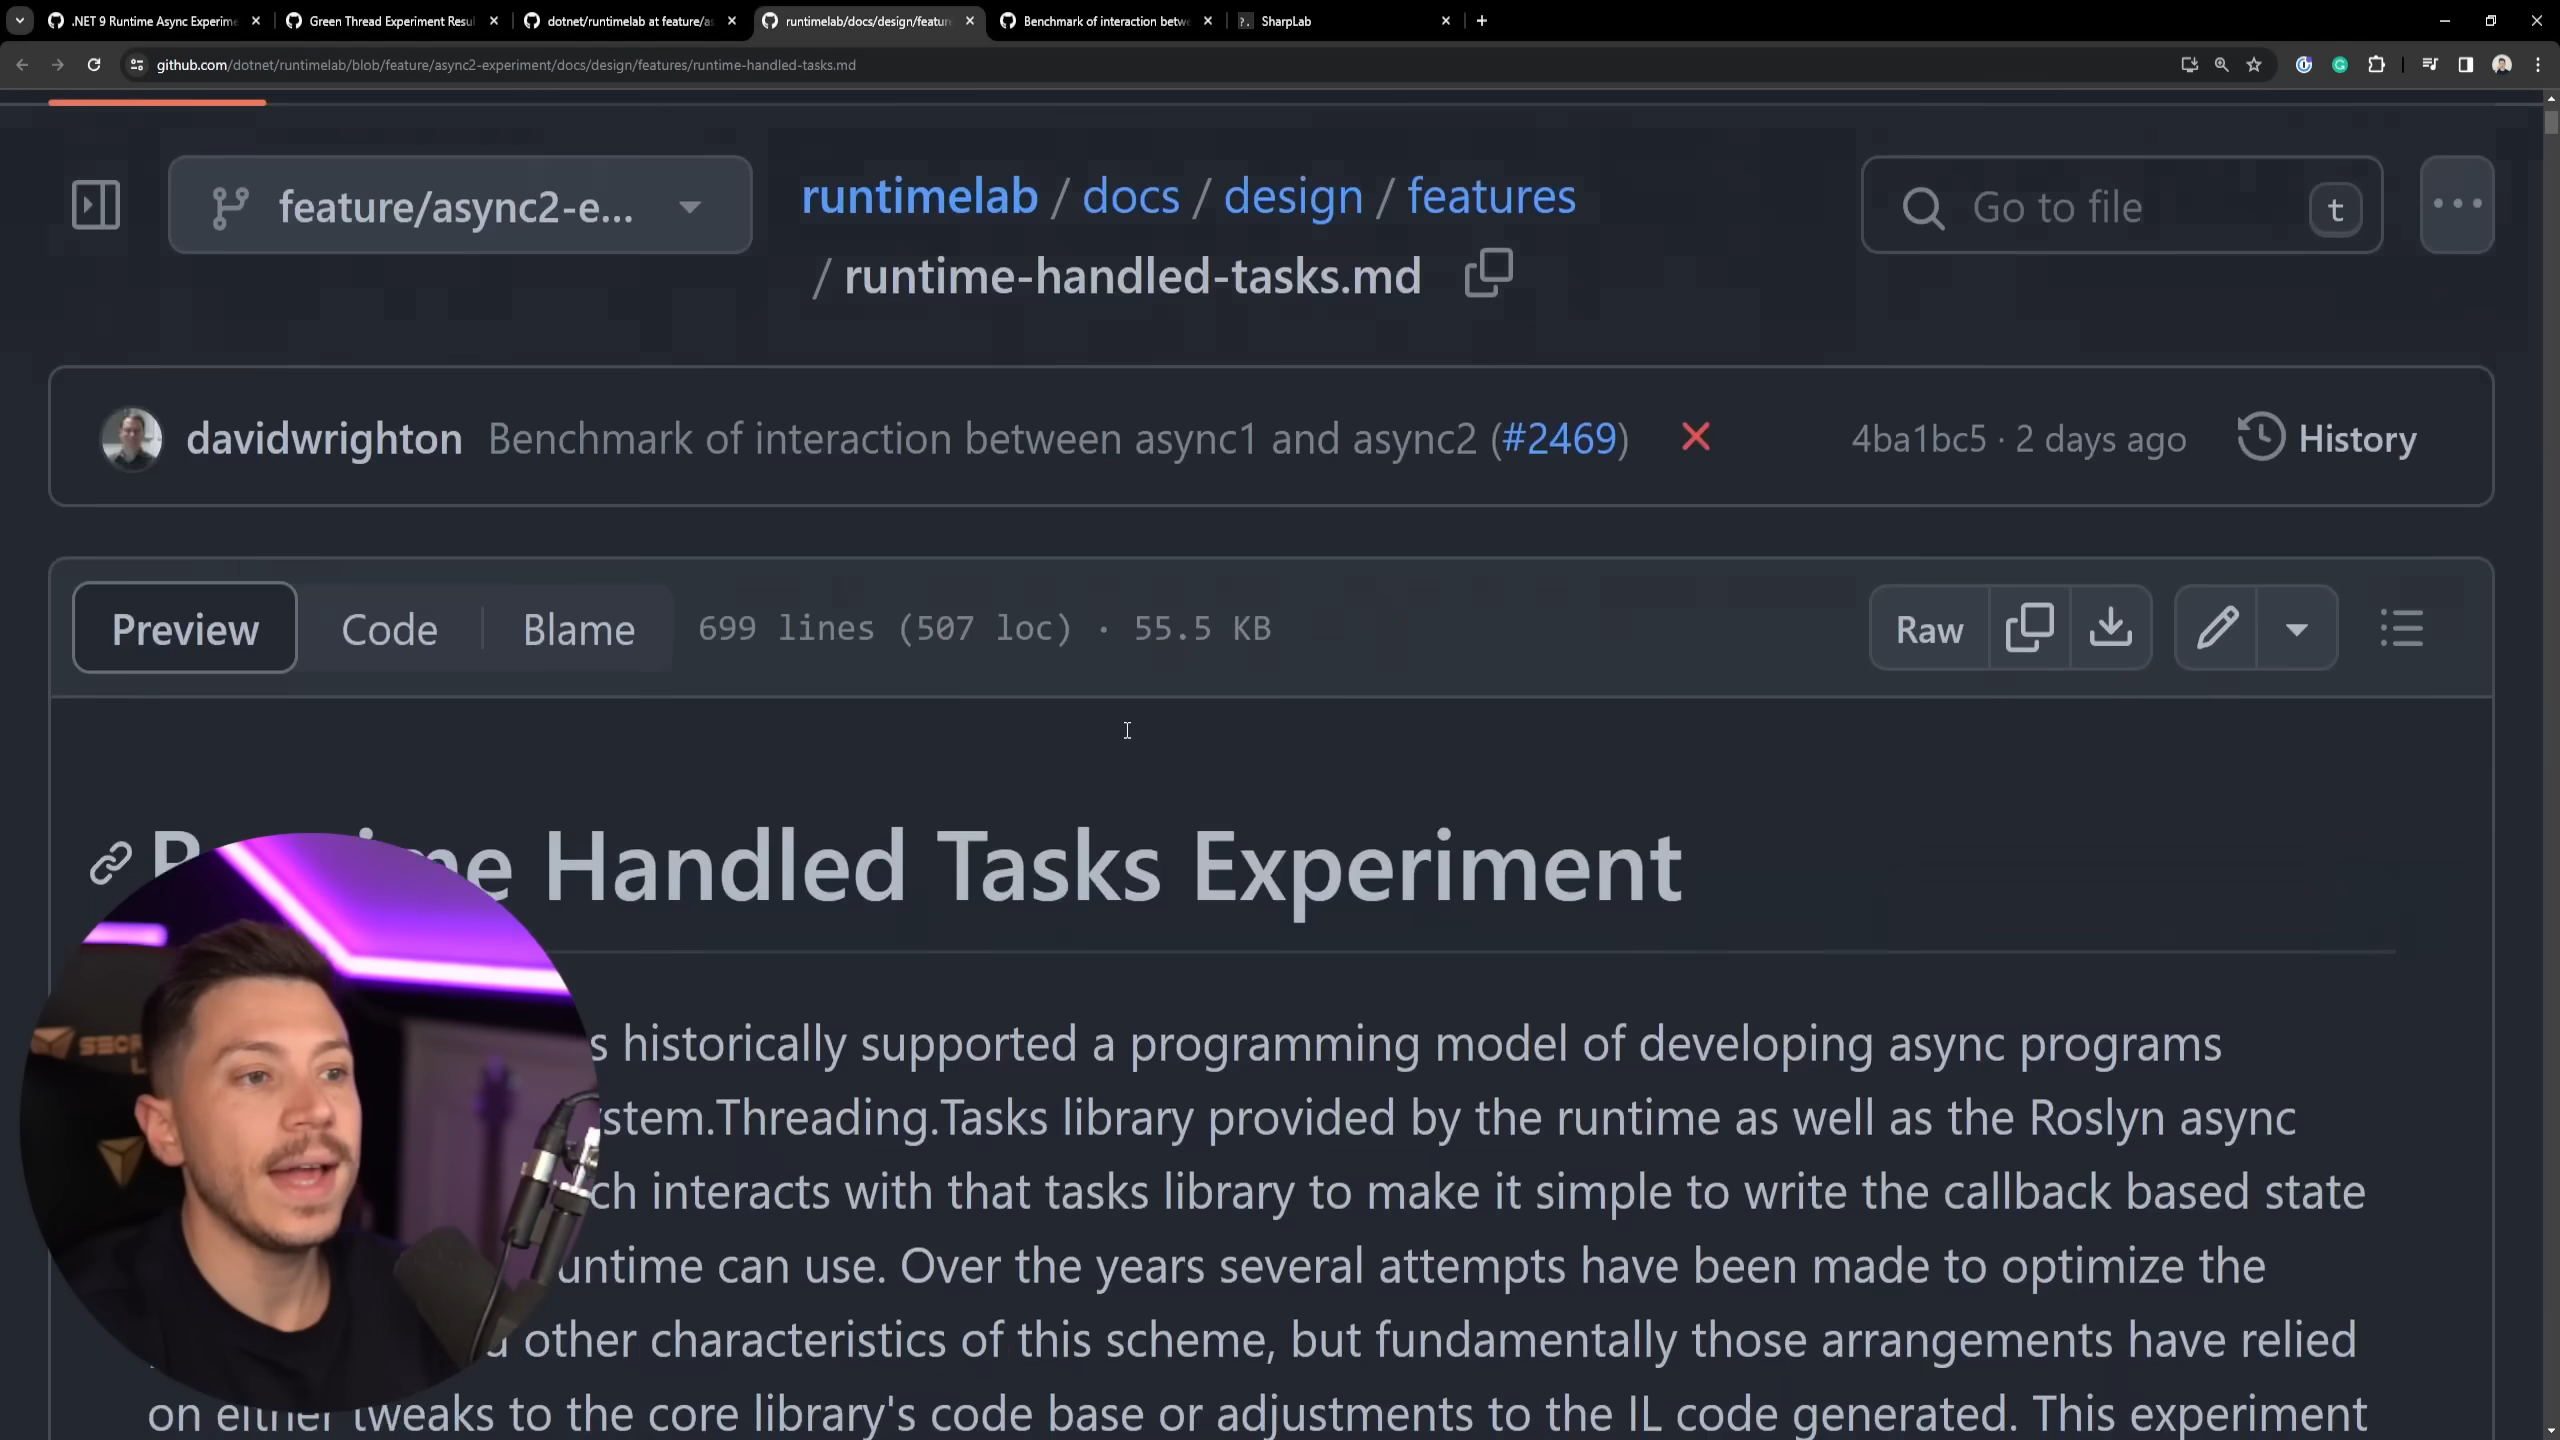 .NET 9 Runtime Async Experime
Green Thread Experiment Resu
dotnet/runtimelab at feature/as
runtimelab/docs/design/featur
Benchmark of interaction betwe
SharpLab
github.com/dotnet/runtimelab/blob/feature/async2-experiment/docs/design/features/runtime-handled-tasks.md
feature/async2-e...
runtimelab / docs / design / features
/ runtime-handled-tasks.md
Go to file
t
davidwrighton Benchmark of interaction between async1 and async2 (#2469)
4ba1bc5 · 2 days ago
History
Preview Code Blame 699 lines (507 loc) · 55.5 KB
Raw
Handled Tasks Experiment
s historically supported a programming model of developing async programs
stem.Threading.Tasks library provided by the runtime as well as the Roslyn async
ch interacts with that tasks library to make it simple to write the callback based state
untime can use. Over the years several attempts have been made to optimize the
other characteristics of this scheme, but fundamentally those arrangements have relied
on either tweaks to the core library's code base or adjustments to the IL code generated. This experiment